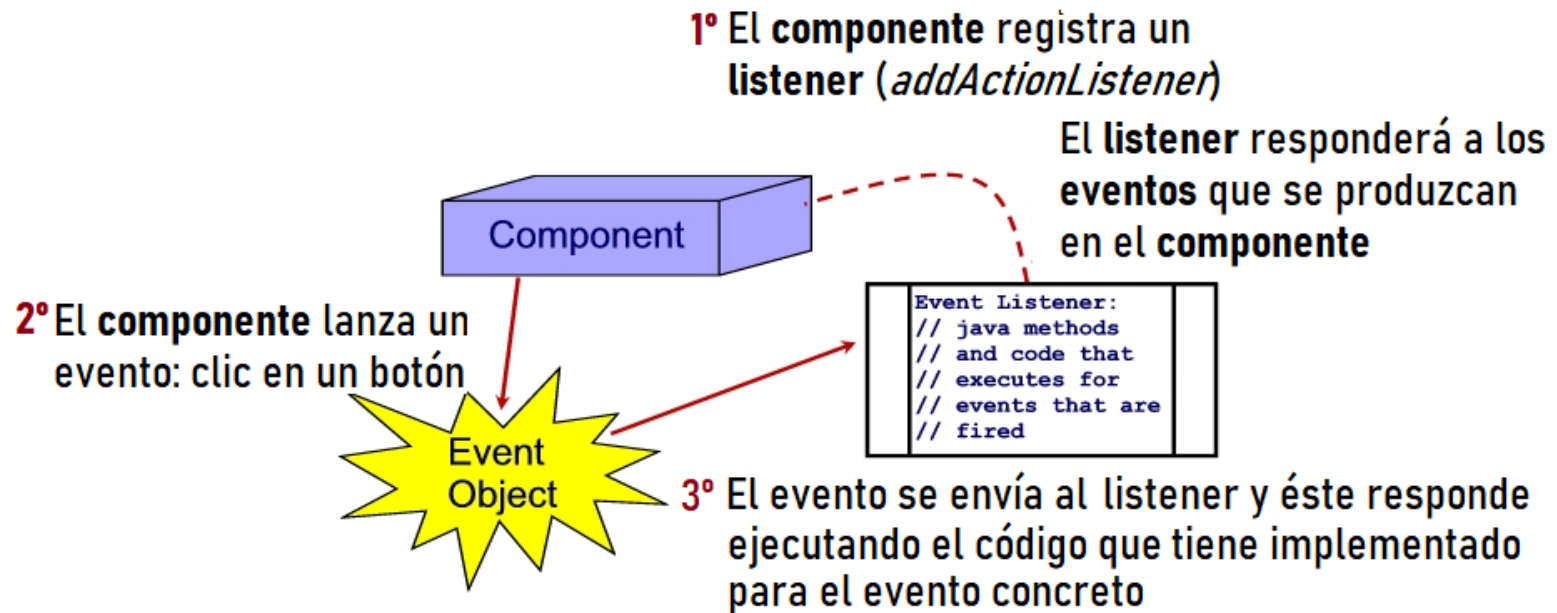 1º El componente registra un
listener (addActionListener)
El listener responderá a los
eventos que se produzcan
en el componente
Component
2º El componente lanza un
evento: clic en un botón
Event Listener:
// java methods
// and code that
// executes for
// events that are
// fired
Event
Object
3º El evento se envía al listener y éste responde
ejecutando el código que tiene implementado
para el evento concreto